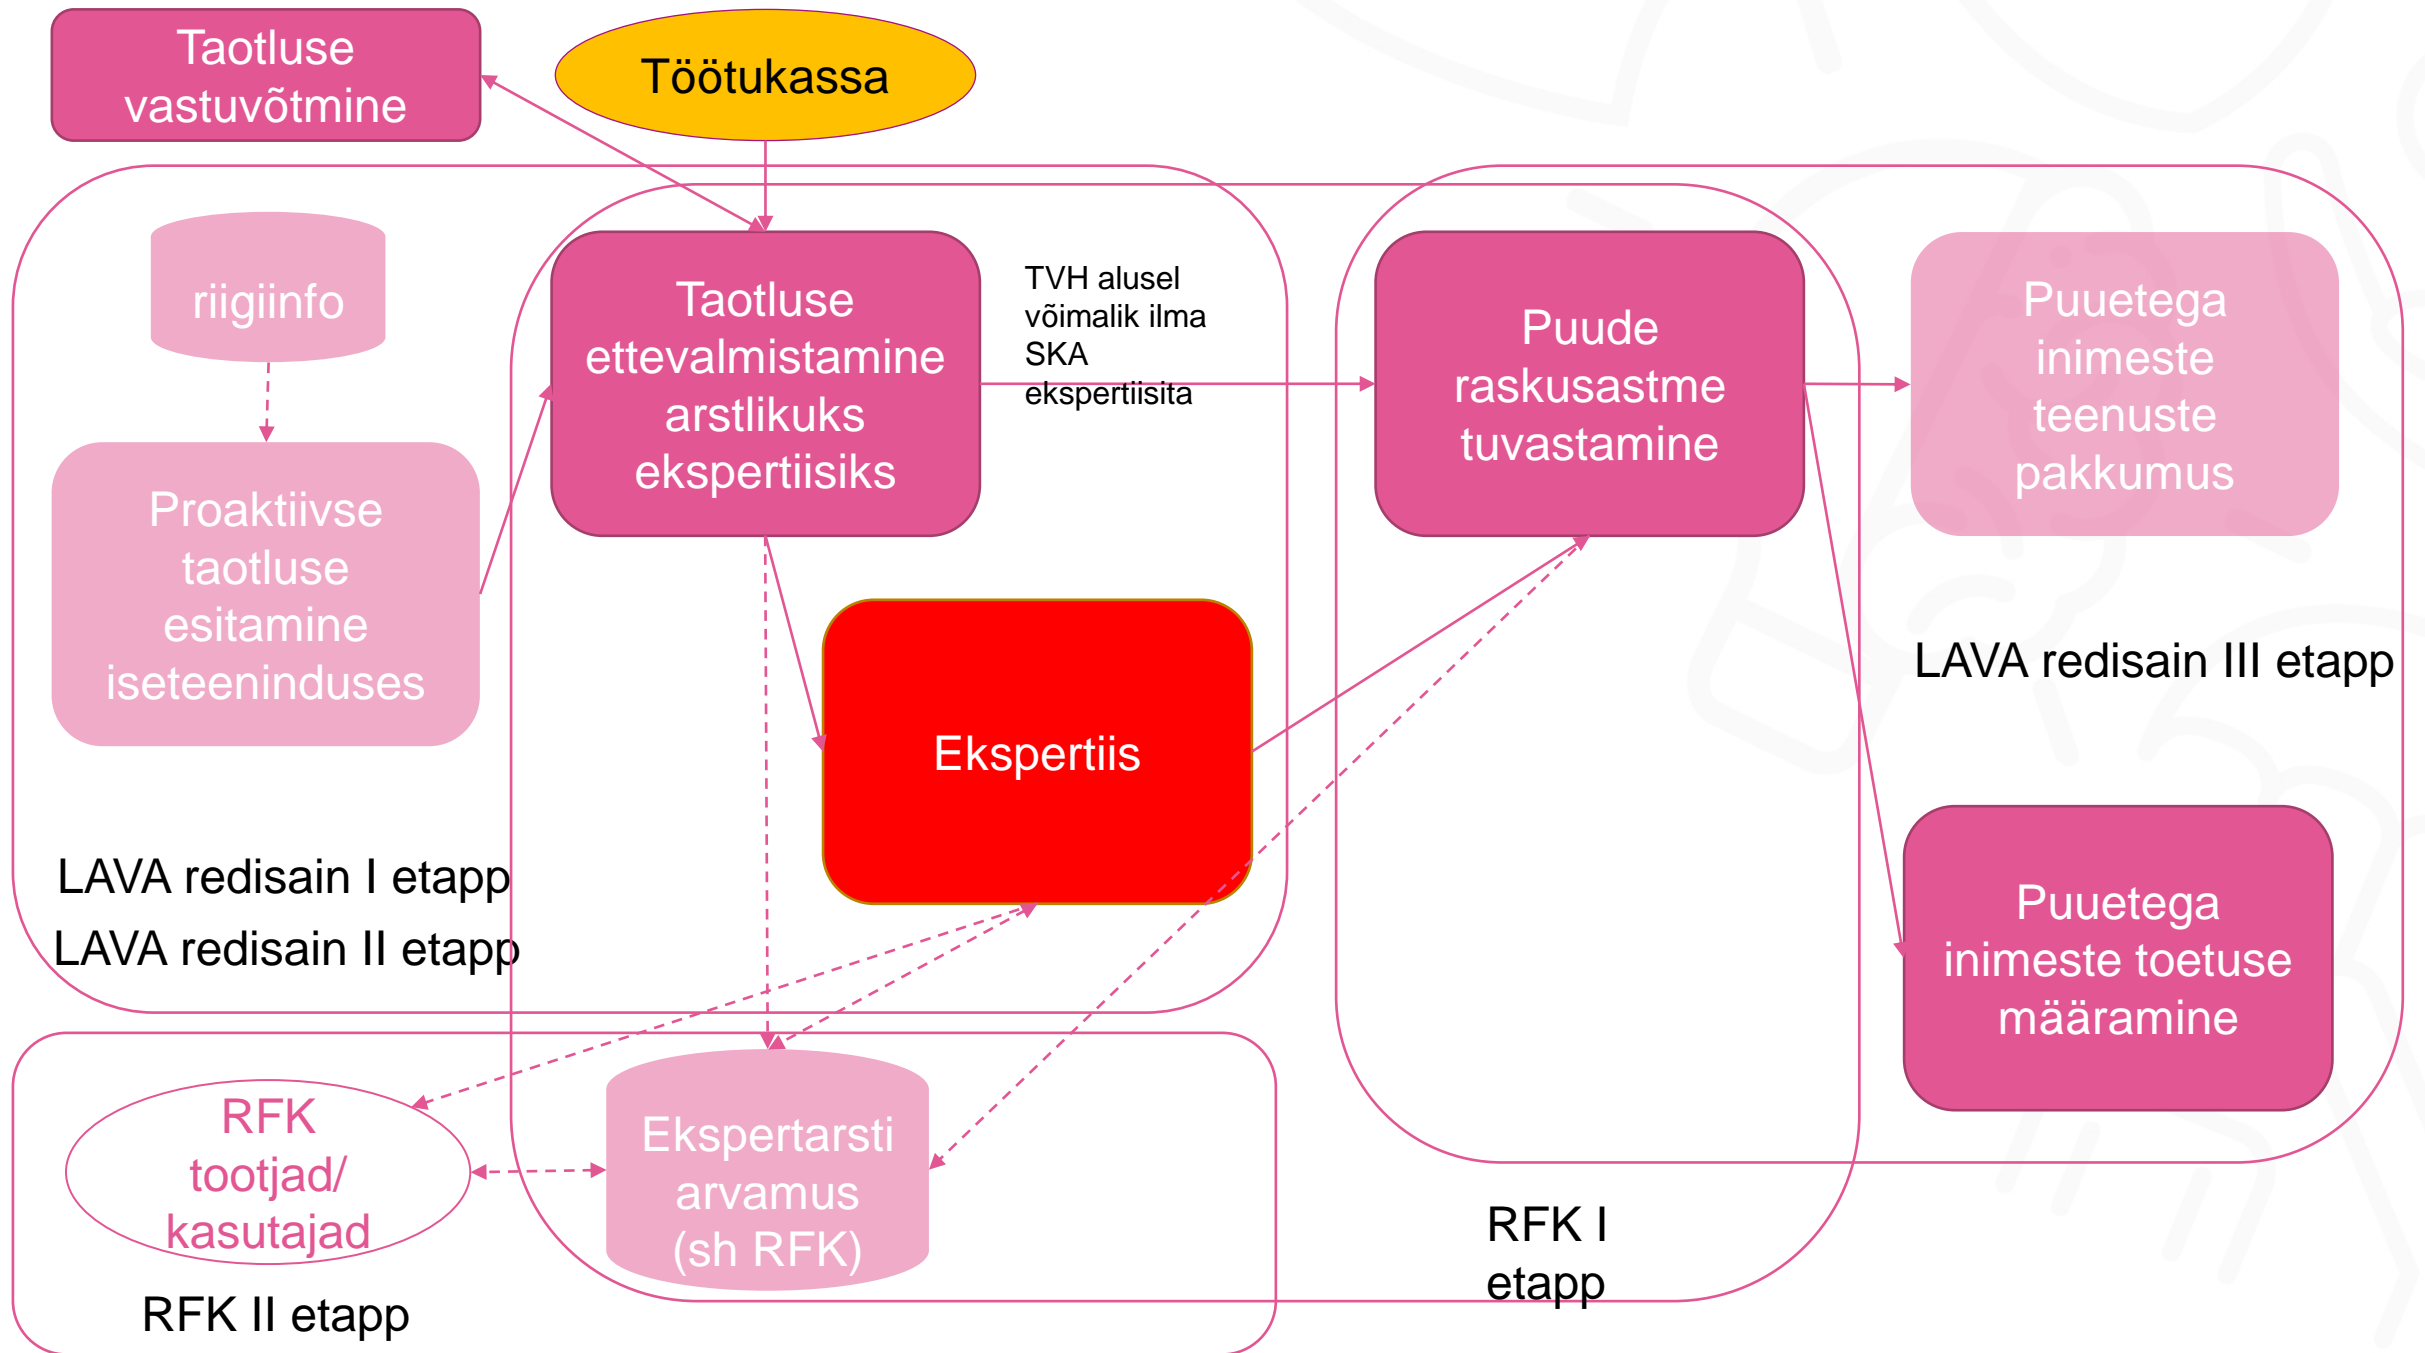 Taotluse
vastuvõtmine
Töötukassa
riigiinfo
Taotluse
ettevalmistamine
arstlikuks
ekspertiisiks
TVH alusel
võimalik ilma
SKA
ekspertiisita
Puude
raskusastme
tuvastamine
Puuetega
inimeste
teenuste
pakkumus
Proaktiivse
taotluse
esitamine
iseteeninduses
Ekspertiis
LAVA redisain III etapp
LAVA redisain I etapp
LAVA redisain II etapp
Puuetega
inimeste toetuse
määramine
RFK
tootjad/
kasutajad
Ekspertarsti
arvamus
(sh RFK)
RFK I
etapp
RFK II etapp